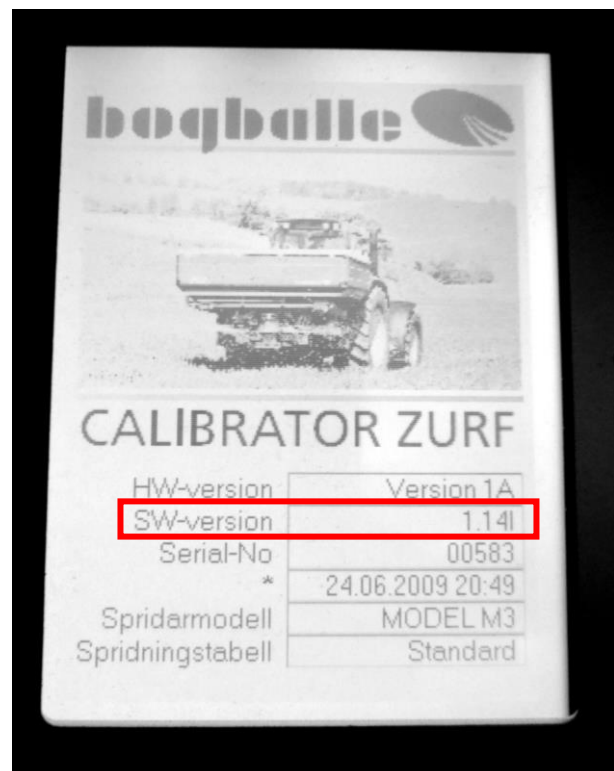 bogballe
CALIBRATOR ZURF
HW-version Version 1A
SW-version 1.14l
Serial-No 00583
* 24.06.2009 20:49
Spridarmodell MODEL M3
Spridningstabell Standard